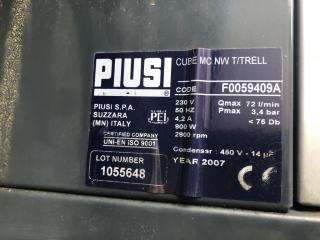 PIUSI
CUBE MC NW T/TRELL
CODE F0059409A
PIUSI S.P.A.
SUZZARA
(MN) ITALY
CERTIFIED COMPANY
UNI-EN ISO 9001
230 V
50 HZ
4,2 A
900 W
2900 rpm
Qmax 72 l/min
Pmax 3,4 bar
< 75 Db
PEI
Condenser: 450 V - 14 µF
LOT NUMBER
1055648
YEAR 2007
CE